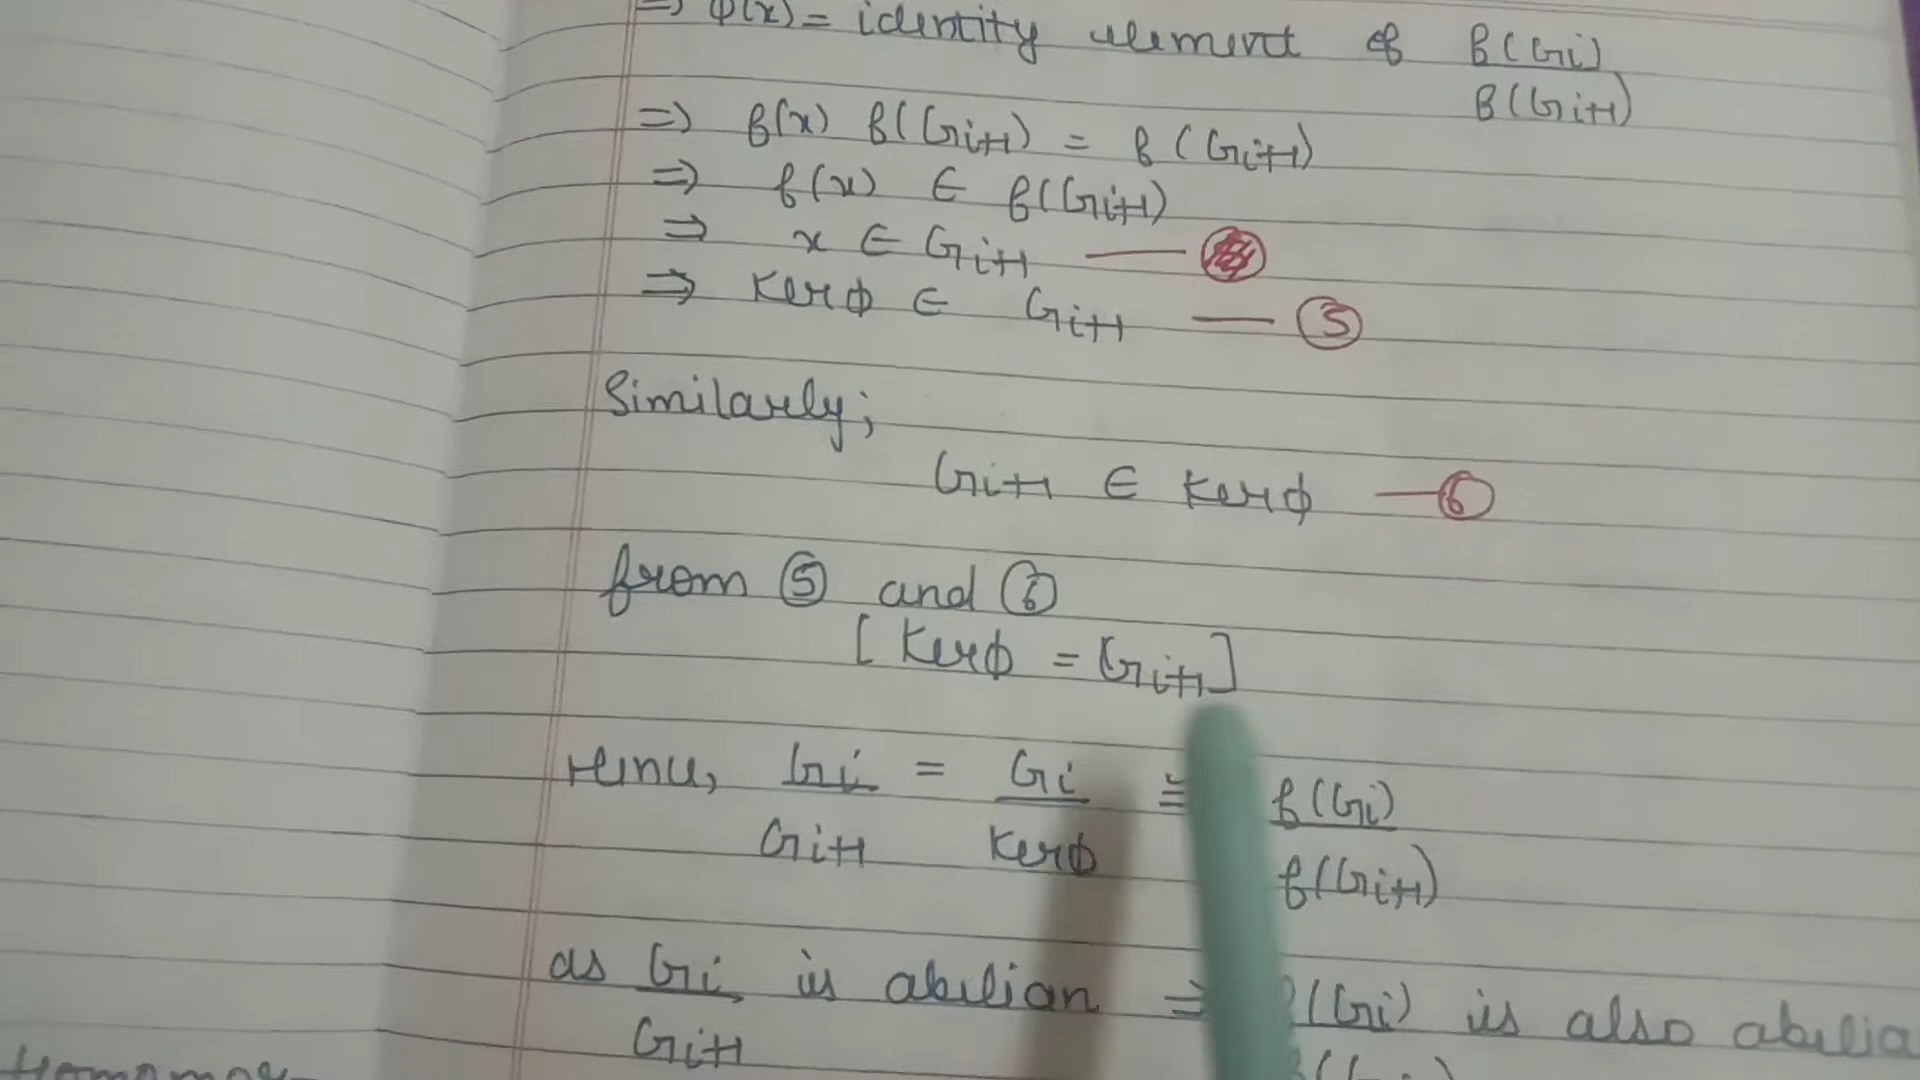 => ϕ(x) = identity element of f(Gi)
f(Gi+1)
=> f(x) f(Gi+1) = f(Gi+1)
=> f(x) ∈ f(Gi+1)
=> x ∈ Gi+1
=> Kerϕ ∈ Gi+1 — ⑤
Similarly;
Gi+1 ∈ Kerϕ — ⑥
from ⑤ and ⑥
[Kerϕ = Gi+1]
Hence, Gi = Gi ≅ f(Gi)
Gi+1 Kerϕ f(Gi+1)
as Gi is abelian => (Gi) is also abelia
Gi+1